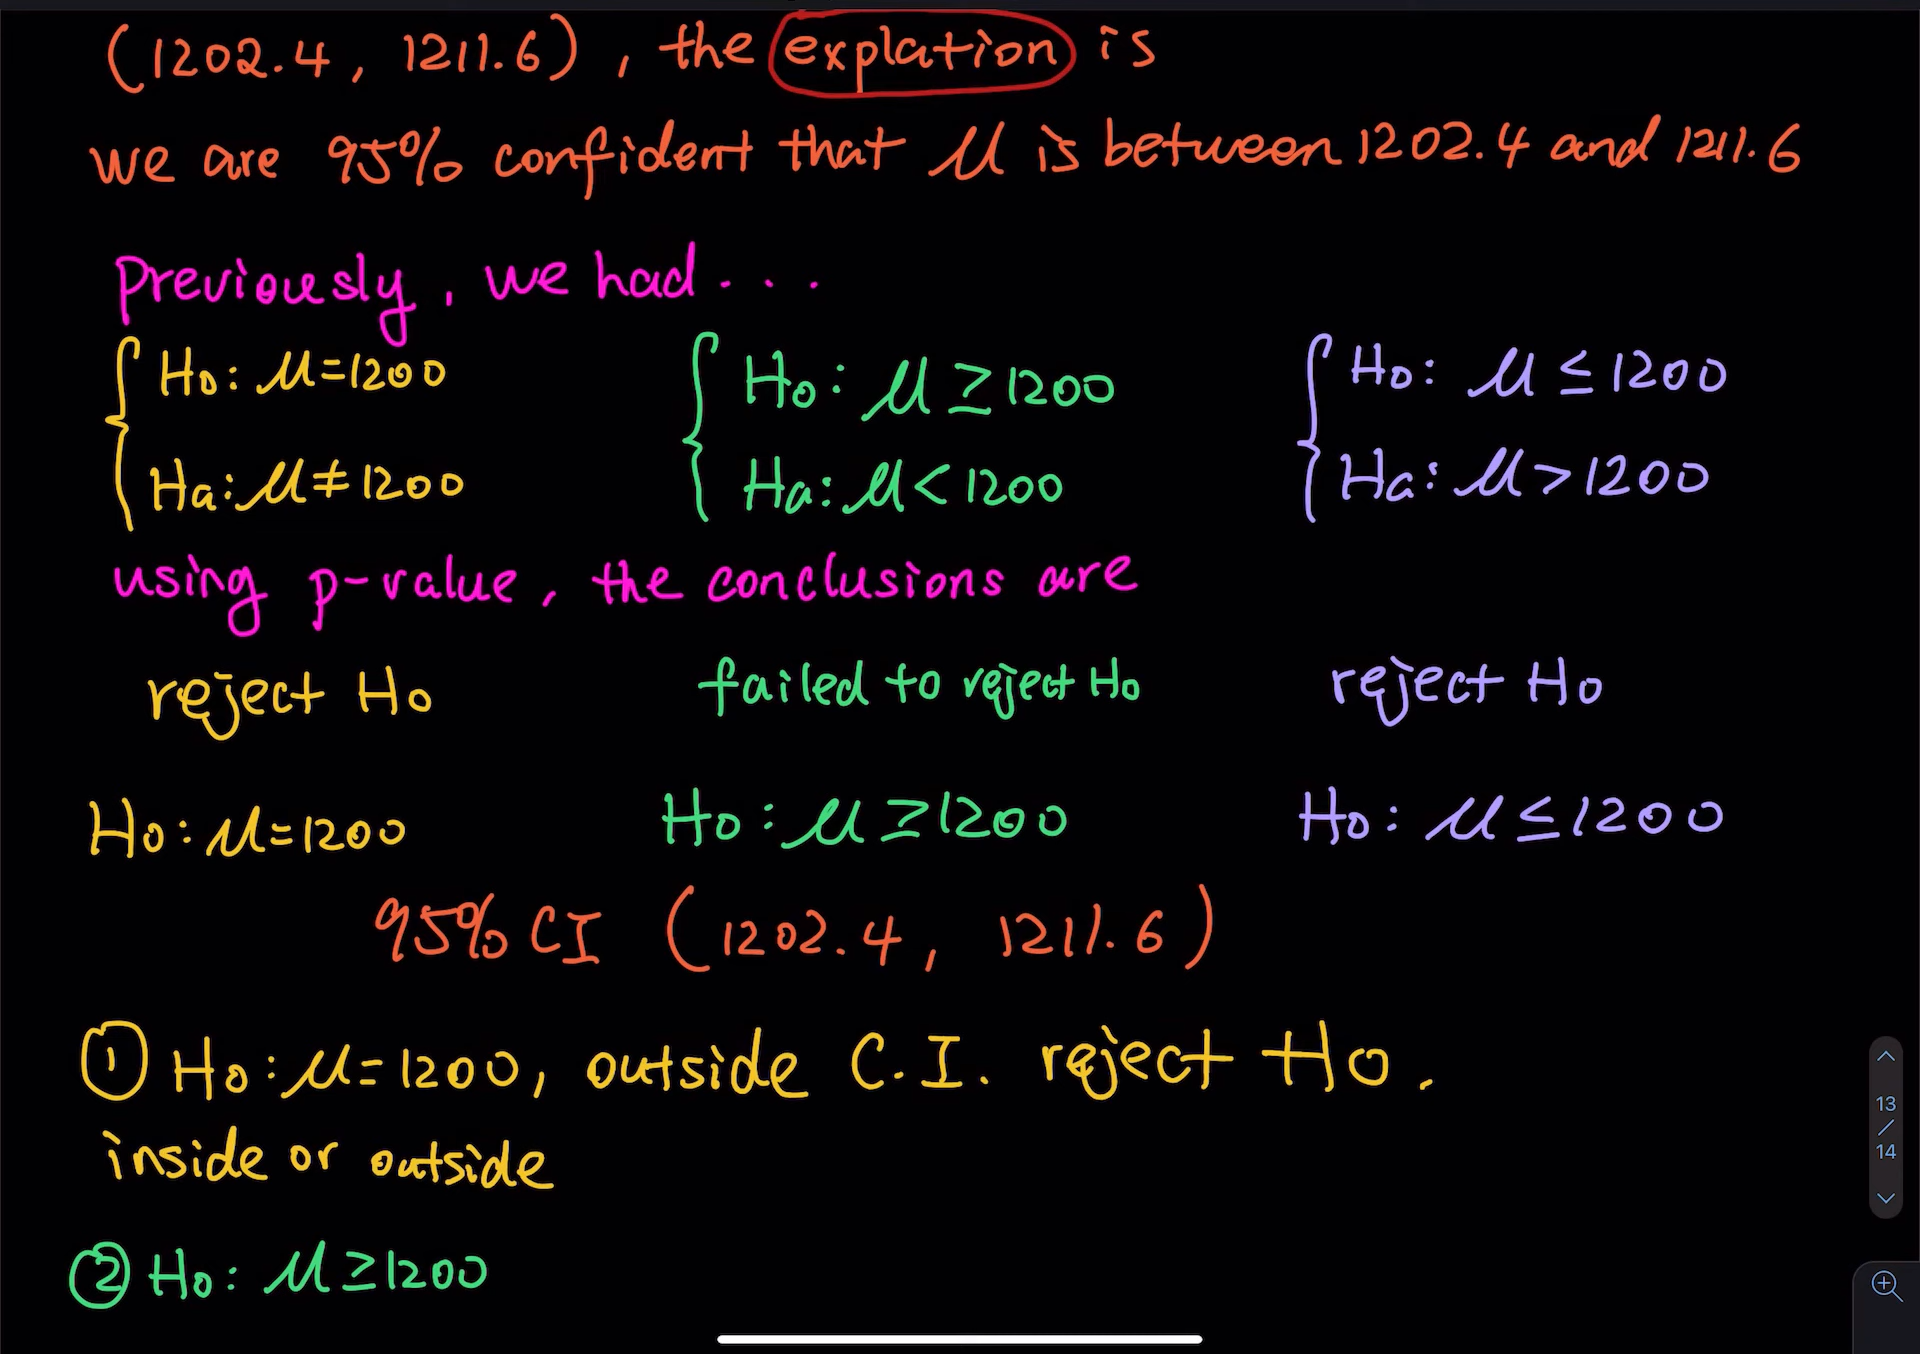 (1202.4, 1211.6), the explation is
we are 95% confident that μ is between 1202.4 and 1211.6
Previously, we had...
H0: μ=1200 H0: μ≥1200 H0: μ≤1200
Ha: μ≠1200 Ha: μ<1200 Ha: μ>1200
using p-value, the conclusions are
reject H0 failed to reject H0 reject H0
H0: μ=1200 H0: μ≥1200 H0: μ≤1200
95% CI (1202.4, 1211.6)
① H0: μ=1200, outside C.I. reject H0.
inside or outside
② H0: μ≥1200
13
/
14